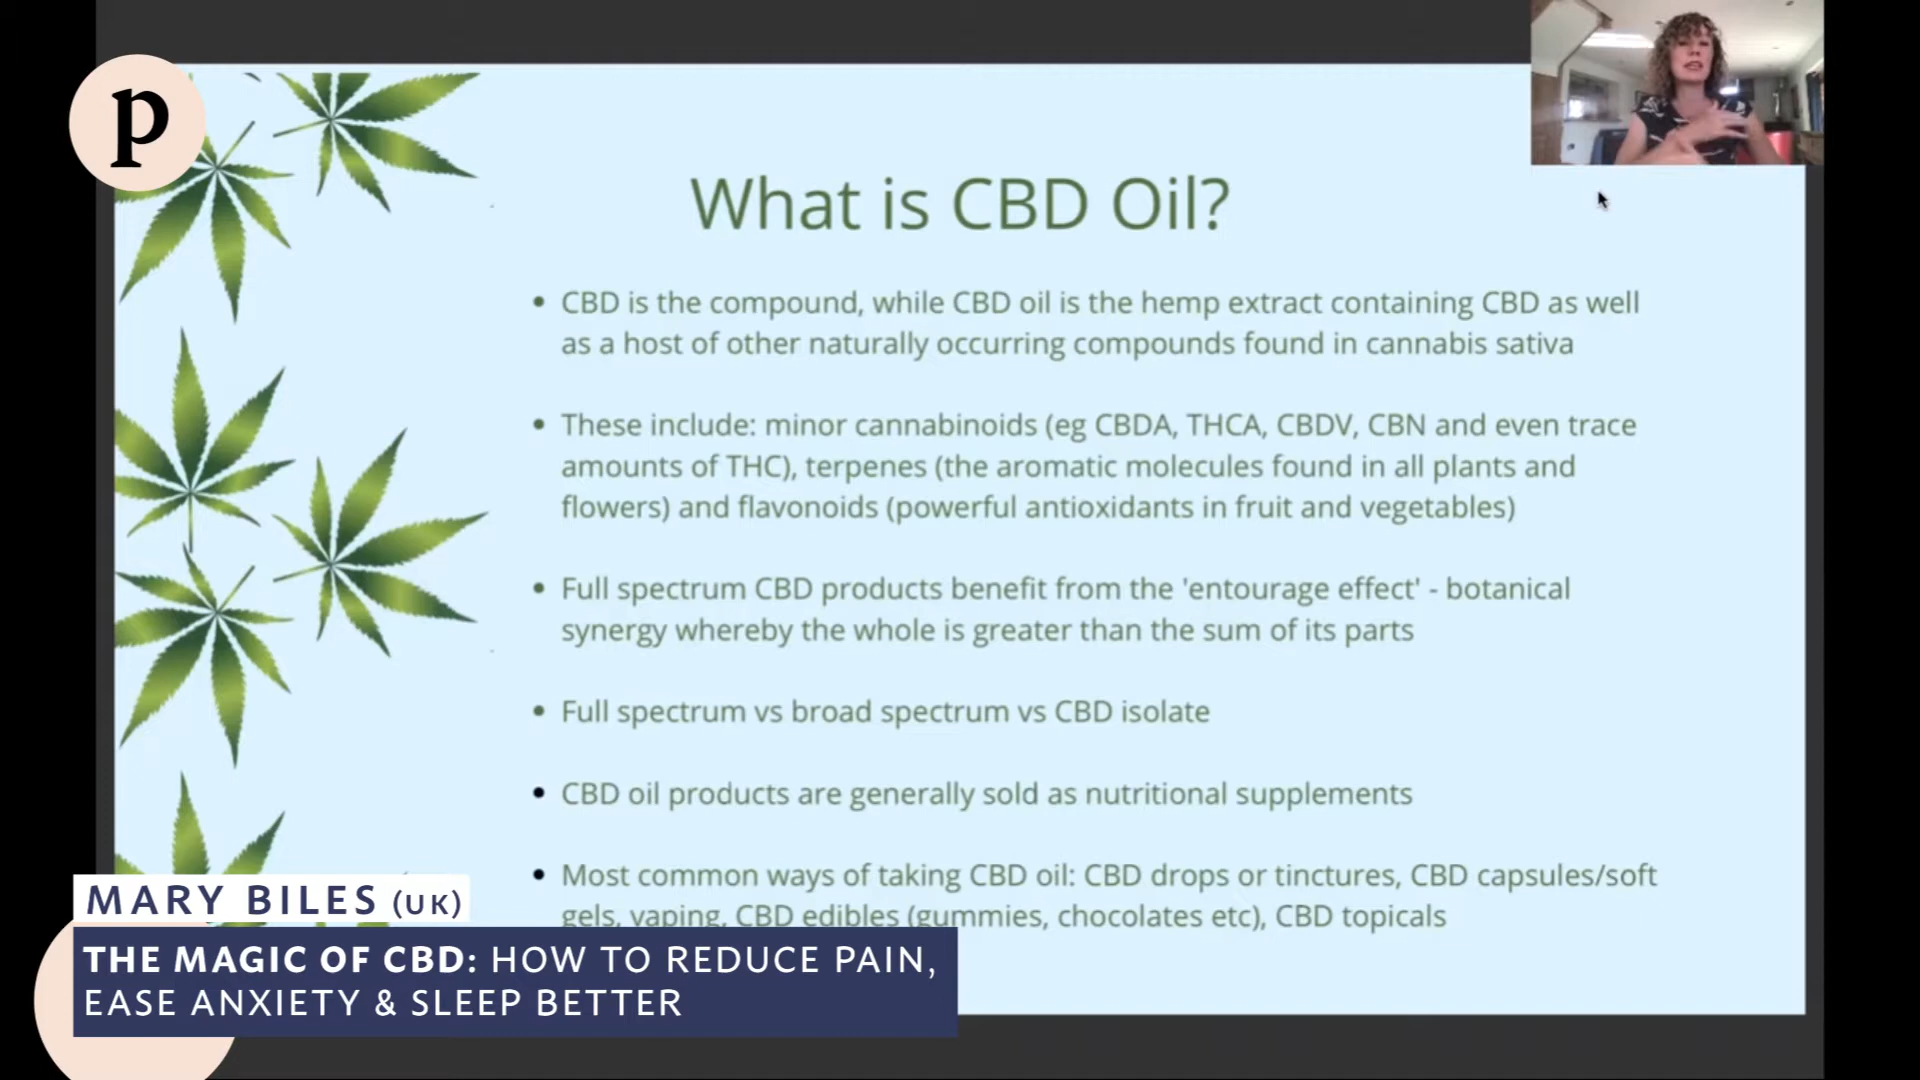 p
What is CBD Oil?
• CBD is the compound, while CBD oil is the hemp extract containing CBD as well
as a host of other naturally occurring compounds found in cannabis sativa
• These include: minor cannabinoids (eg CBDA, THCA, CBDV, CBN and even trace
amounts of THC), terpenes (the aromatic molecules found in all plants and
flowers) and flavonoids (powerful antioxidants in fruit and vegetables)
• Full spectrum CBD products benefit from the 'entourage effect' - botanical
synergy whereby the whole is greater than the sum of its parts
• Full spectrum vs broad spectrum vs CBD isolate
• CBD oil products are generally sold as nutritional supplements
• Most common ways of taking CBD oil: CBD drops or tinctures, CBD capsules/soft
gels, vaping, CBD edibles (gummies, chocolates etc), CBD topicals
MARY BILES (UK)
THE MAGIC OF CBD: HOW TO REDUCE PAIN,
EASE ANXIETY & SLEEP BETTER